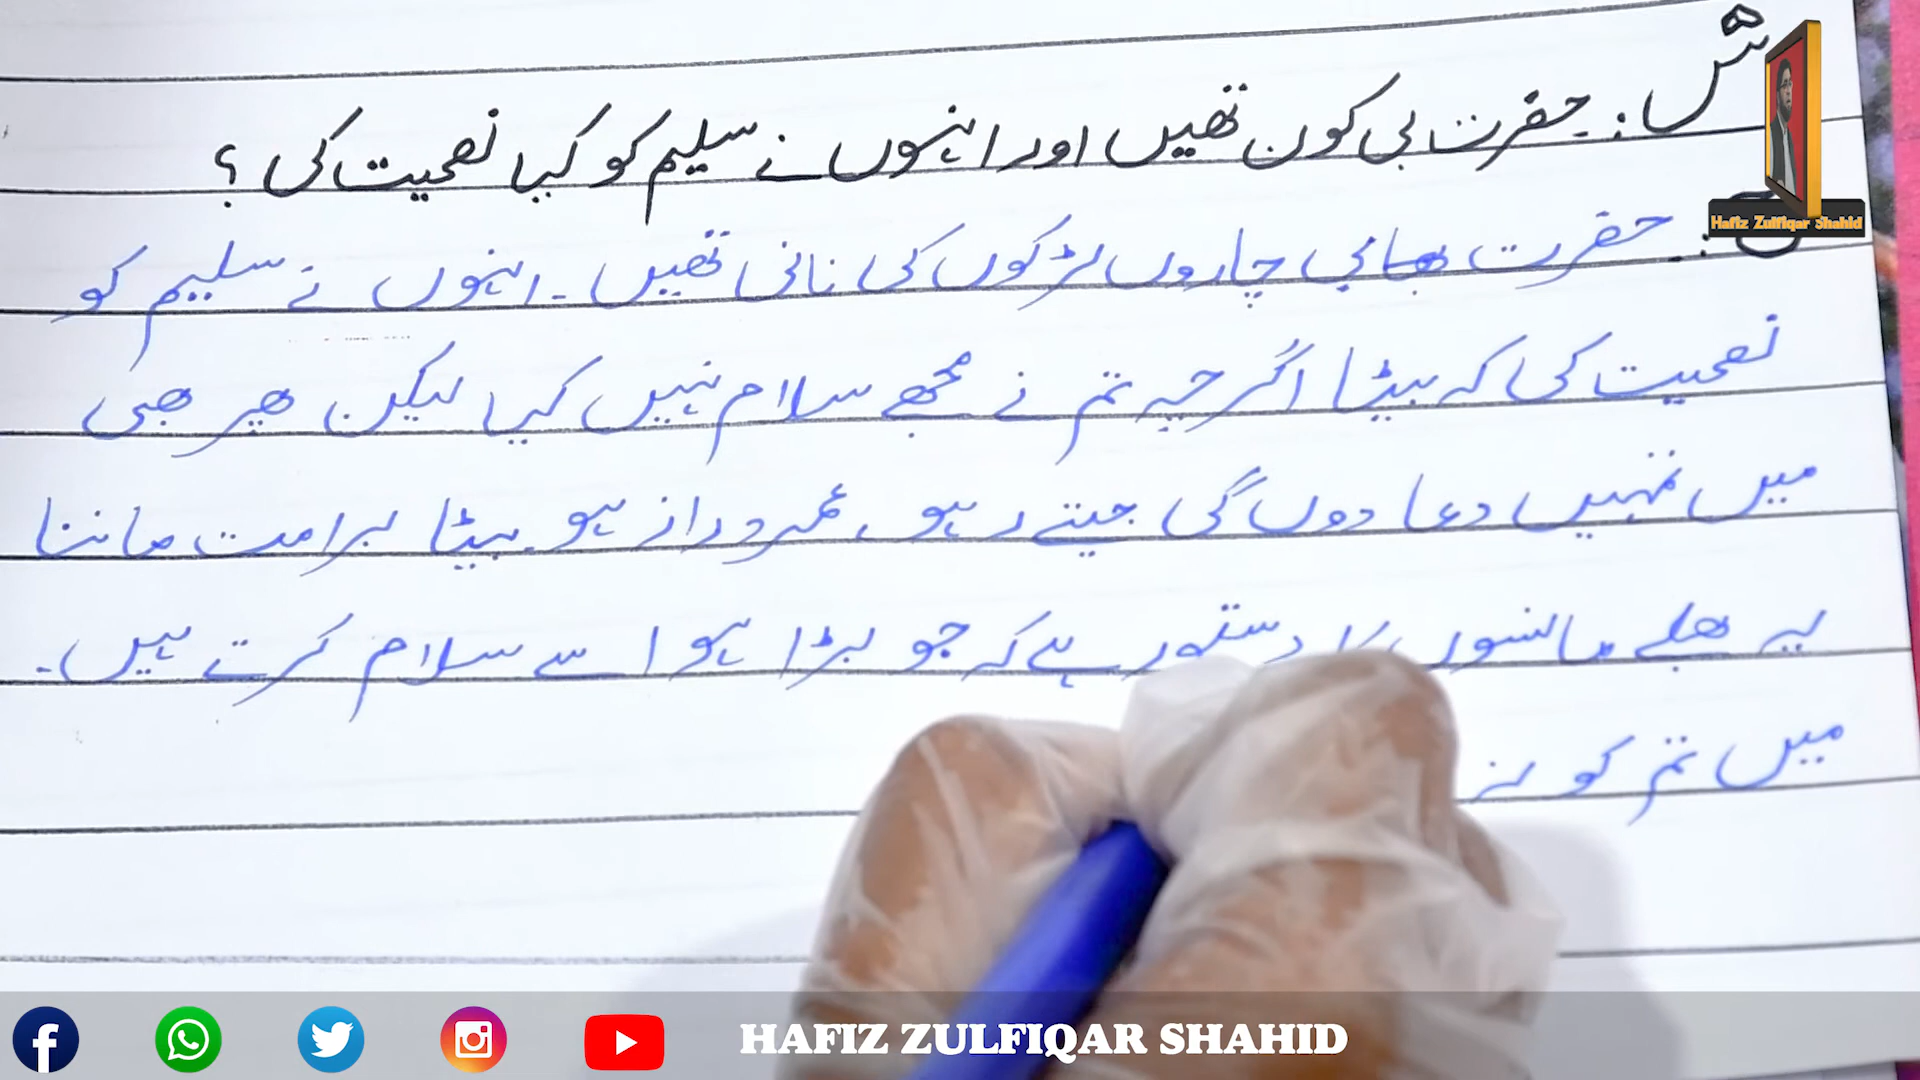 س ۵: حضرت بی کون تھیں اور انہوں نے سلیم کو کیا نصیحت کی ؟
ج: حضرت بھابی چاروں لڑکوں کی نانی تھیں۔ انہوں نے سلیم کو
نصیحت کی کہ بیٹا اگرچہ تم نے مجھے سلام نہیں کیا لیکن پھر بھی
میں تمہیں دعا دوں گی جیتے رہو، عمر دراز ہو۔ بیٹا برا مت ماننا
یہ بھلے مانسوں کا دستور ہے کہ جو بڑا ہو اسے سلام کرتے ہیں۔
میں تم کو
Hafiz Zulfiqar Shahid
HAFIZ ZULFIQAR SHAHID